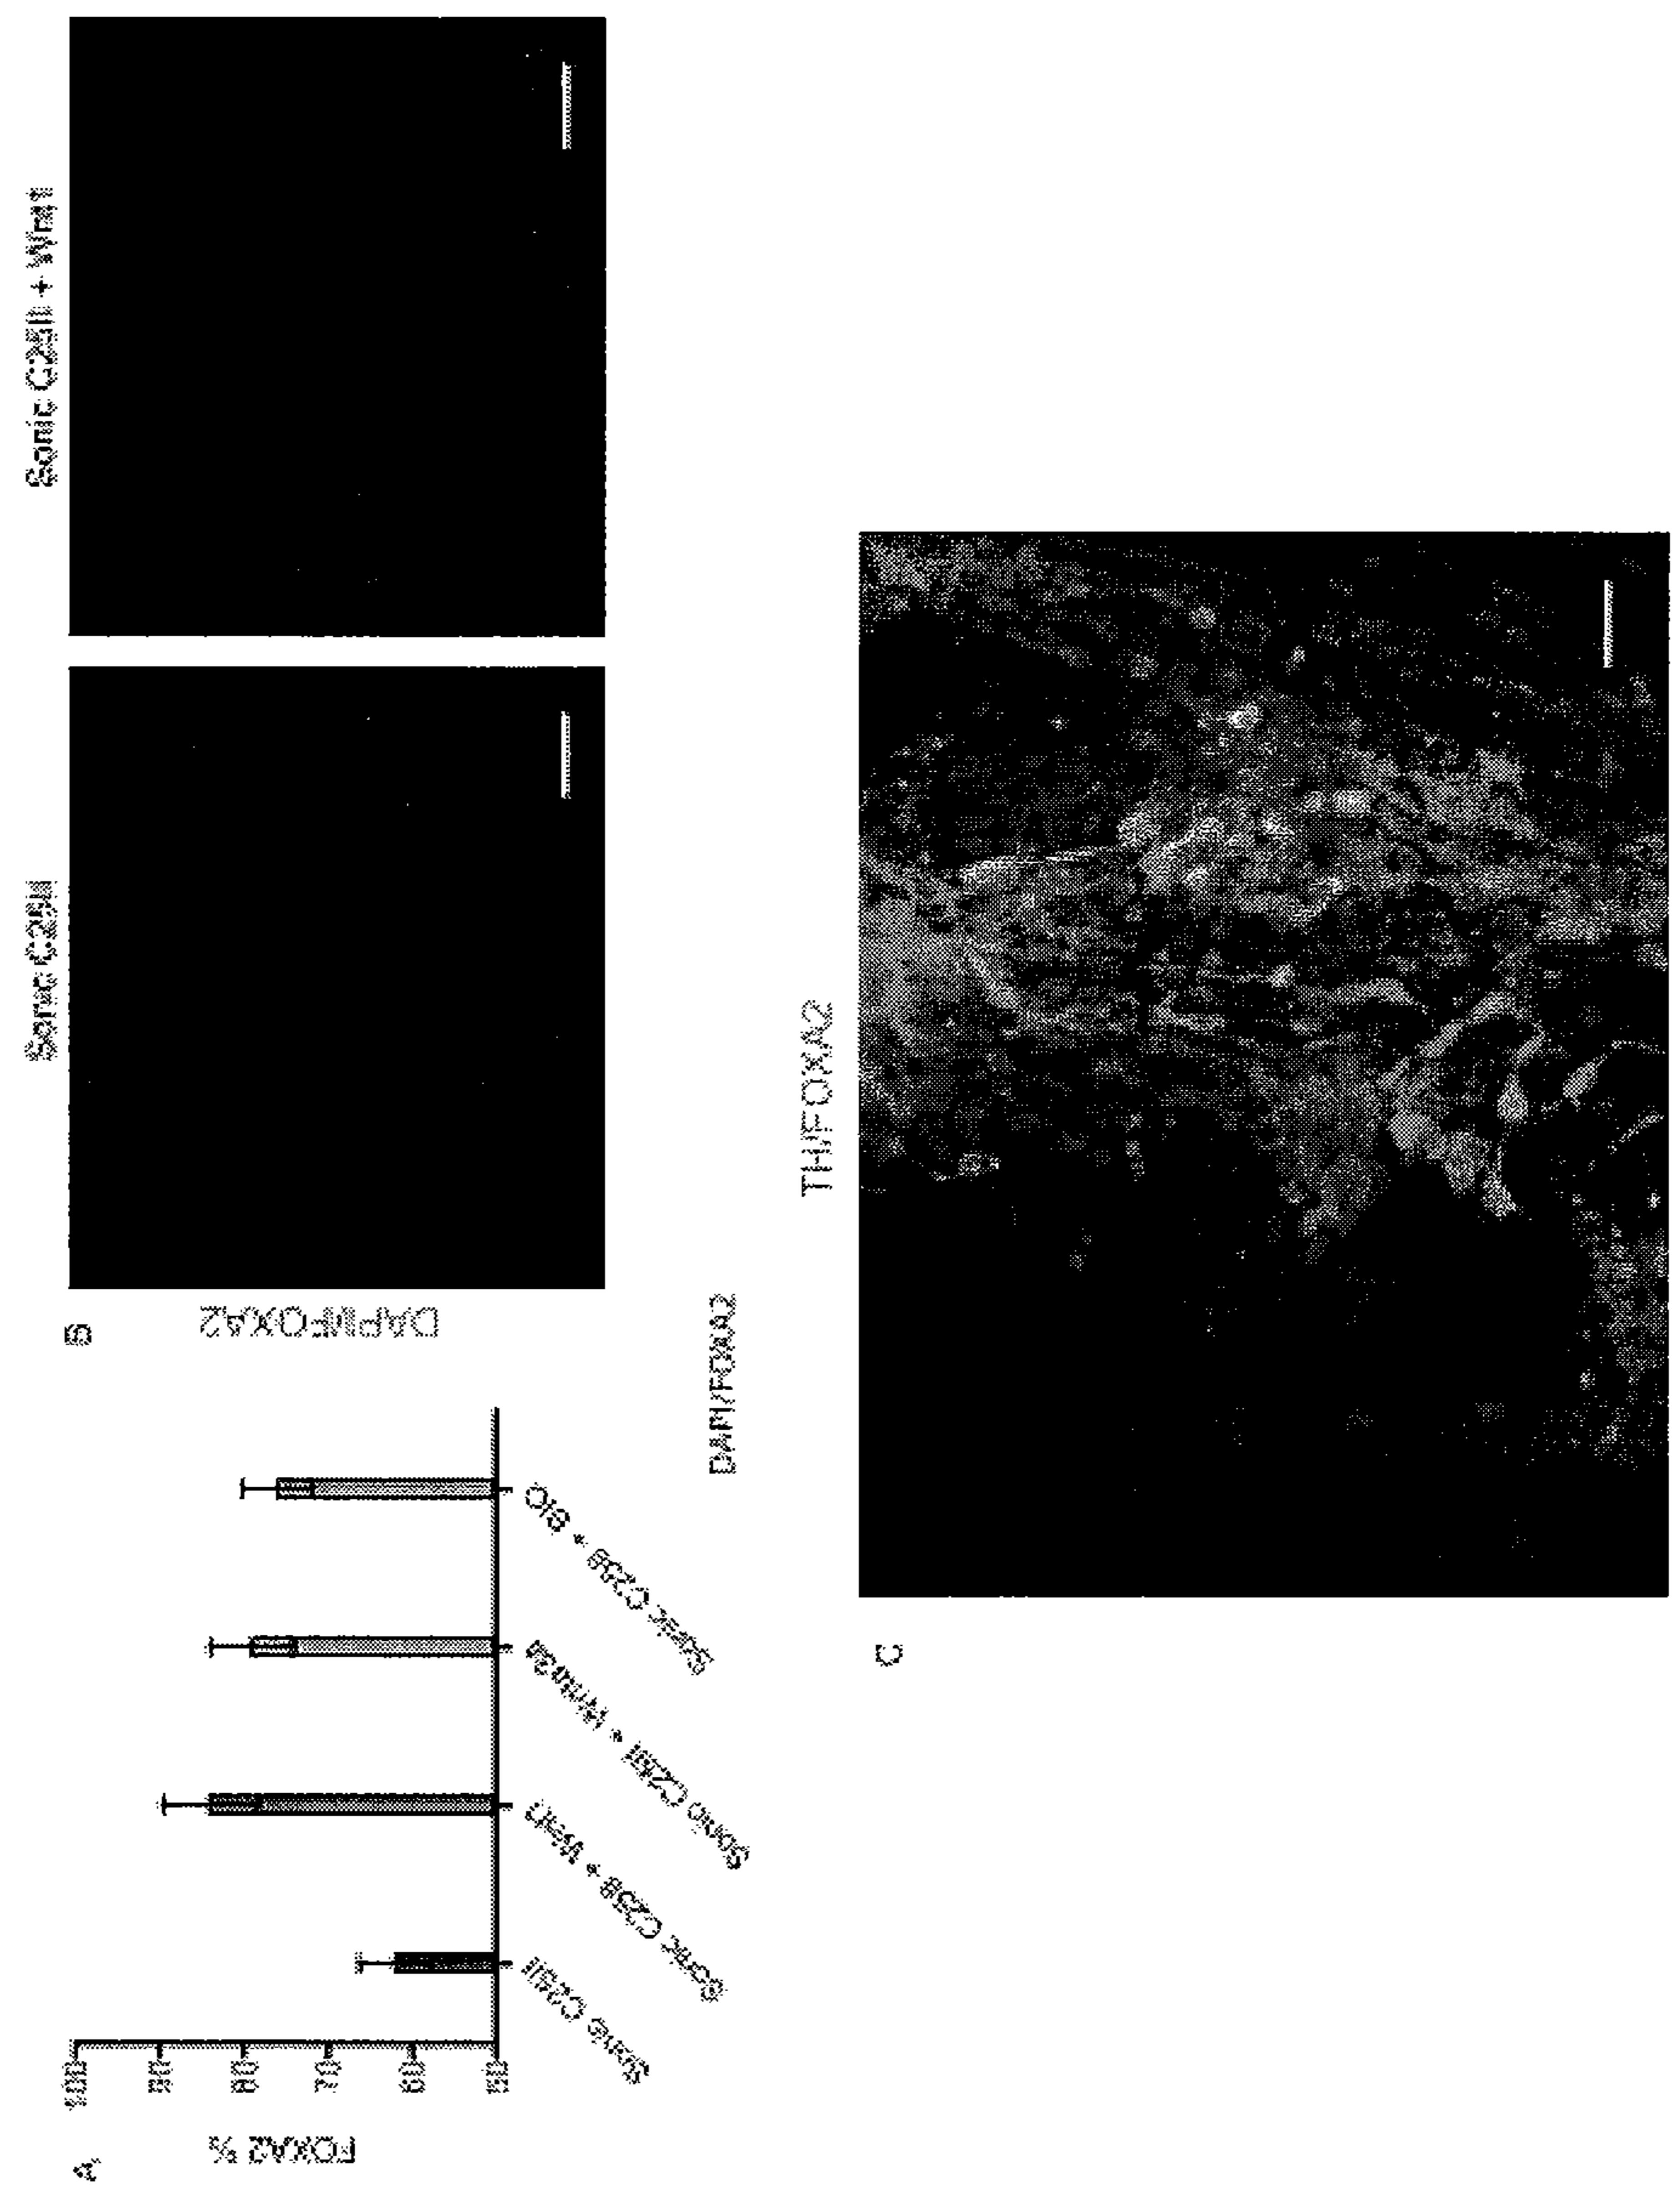 A
FOXA2 %
100
90
80
70
60
50
Sonic C25II
Sonic C25II + Wnt1
Sonic C25II + Wnt3a
Sonic C25II + BIO
DAPI/FOXA2
Б
DAPI/FOXA2
Sonic C25II
Sonic C25II + Wnt1
C
TH/FOXA2